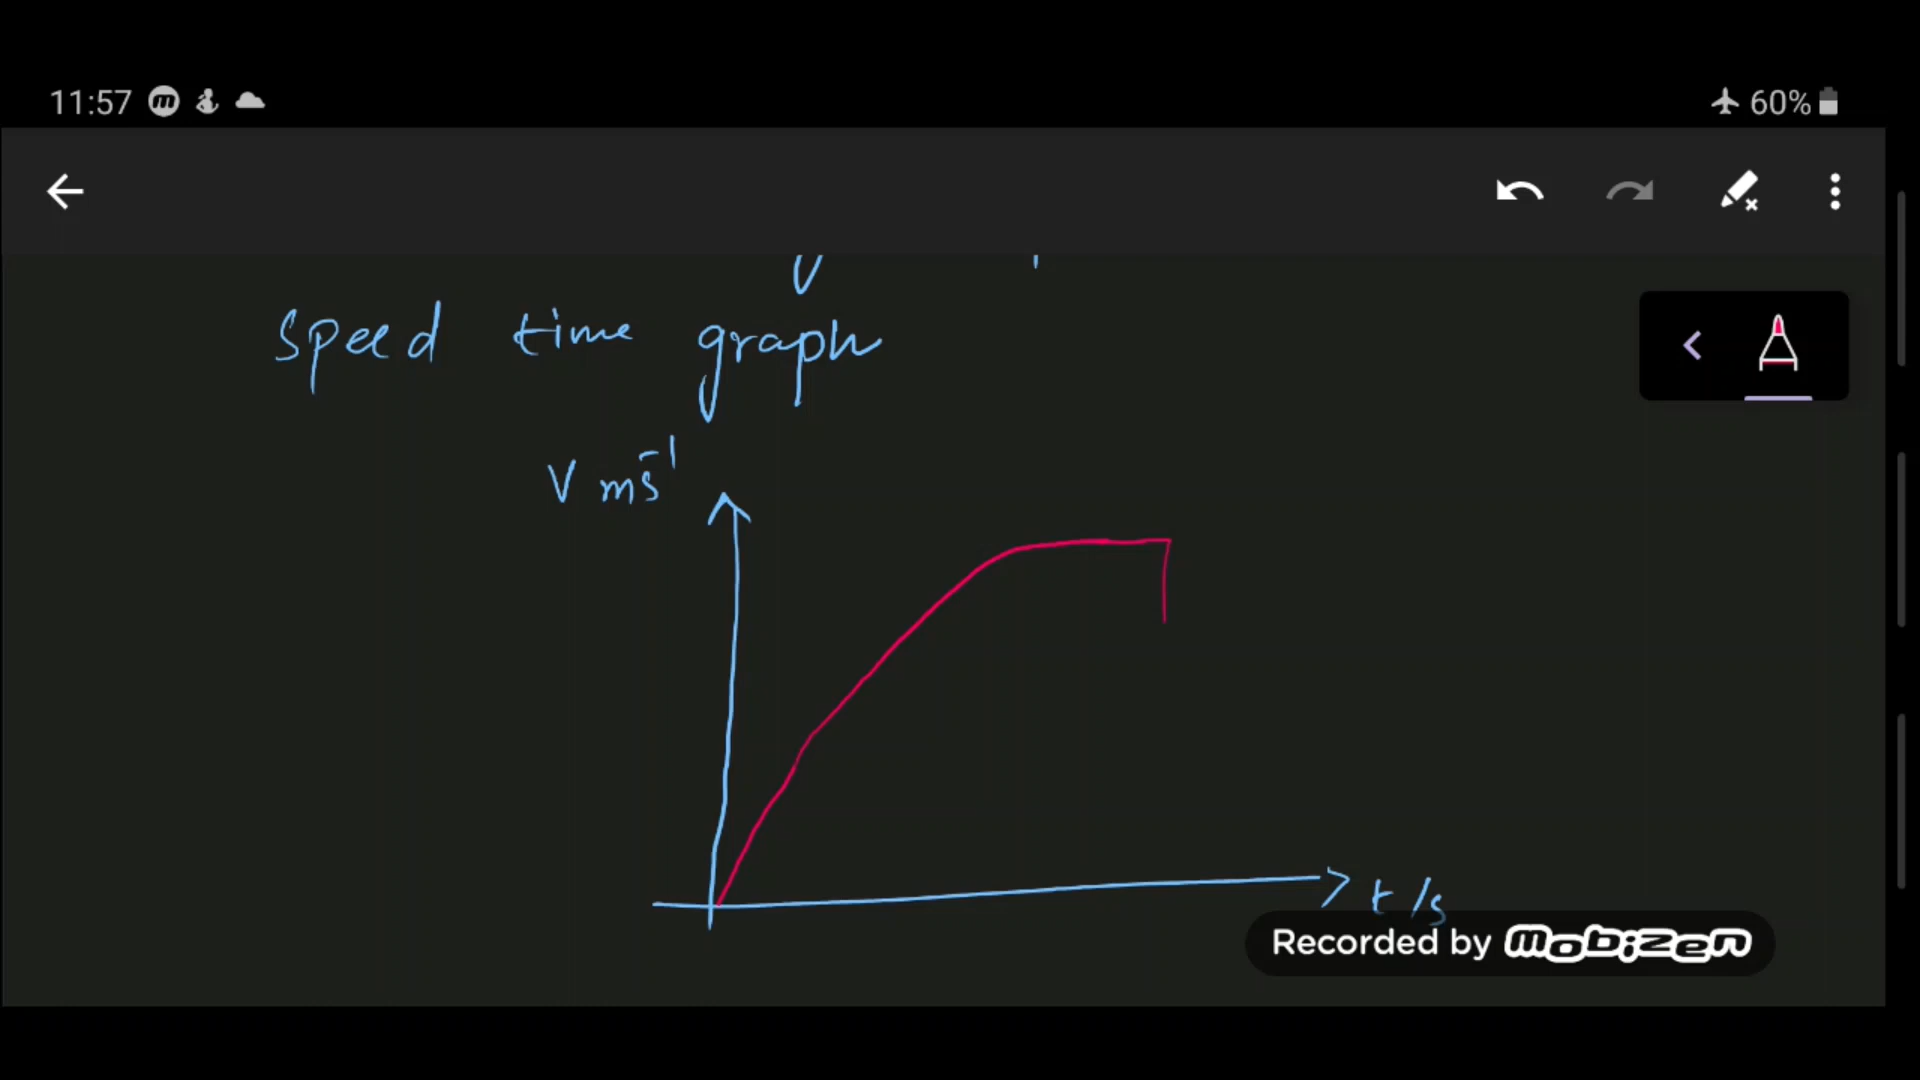 11:57
60%
Speed time graph
V ms⁻¹
t/s
Recorded by mobizen